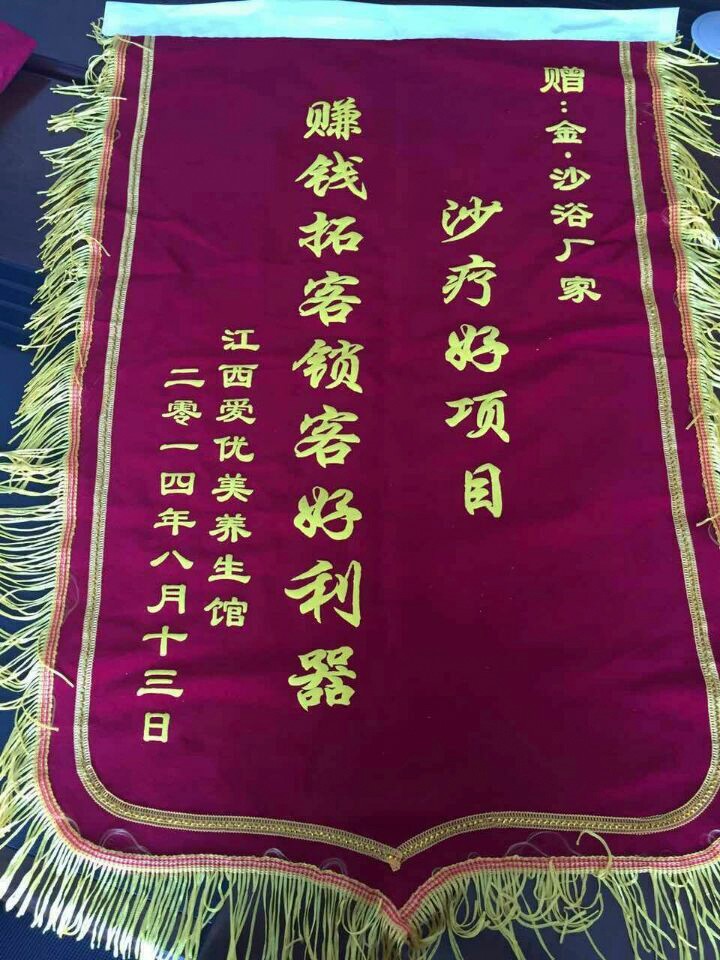 赠:金·沙浴厂家
沙疗好项目
赚钱拓客锁客好利器
江西爱优美养生馆
二零一四年八月十三日